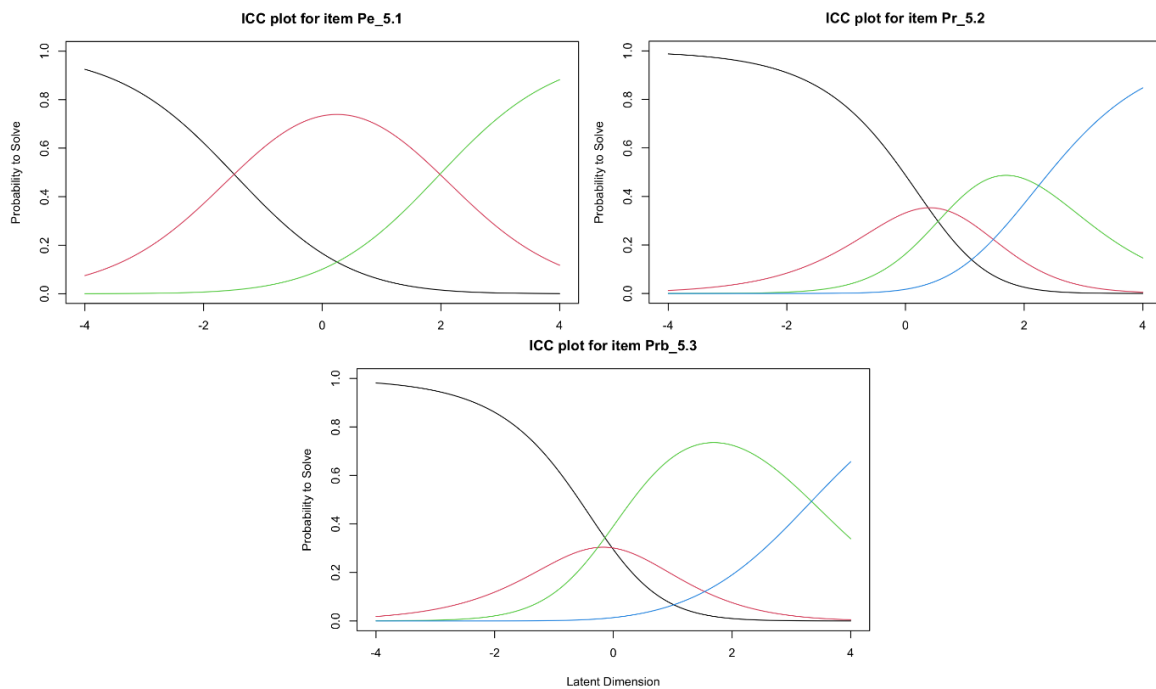 ICC plot for item Pe_5.1
Probability to Solve
1.0
0.8
0.6
0.4
0.2
0.0
-4 -2 0 2 4
ICC plot for item Pr_5.2
Probability to Solve
1.0
0.8
0.6
0.4
0.2
0.0
-4 -2 0 2 4
ICC plot for item Prb_5.3
Probability to Solve
1.0
0.8
0.6
0.4
0.2
0.0
-4 -2 0 2 4
Latent Dimension